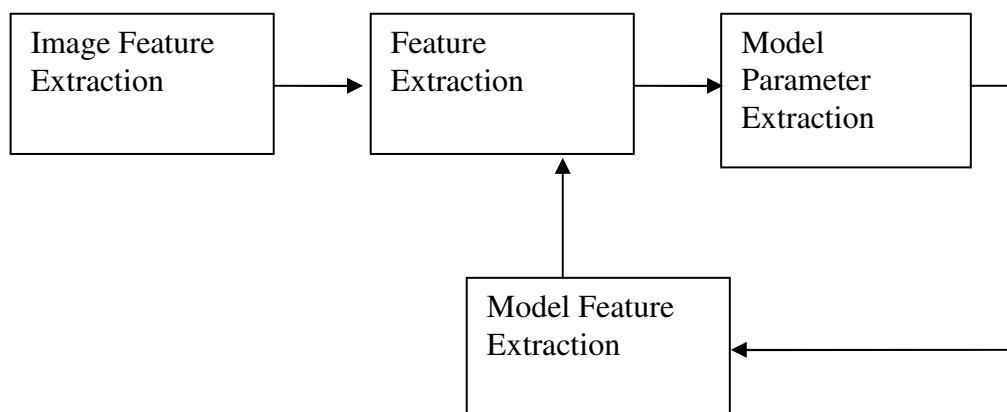 Image Feature
Extraction
Feature
Extraction
Model
Parameter
Extraction
Model Feature
Extraction